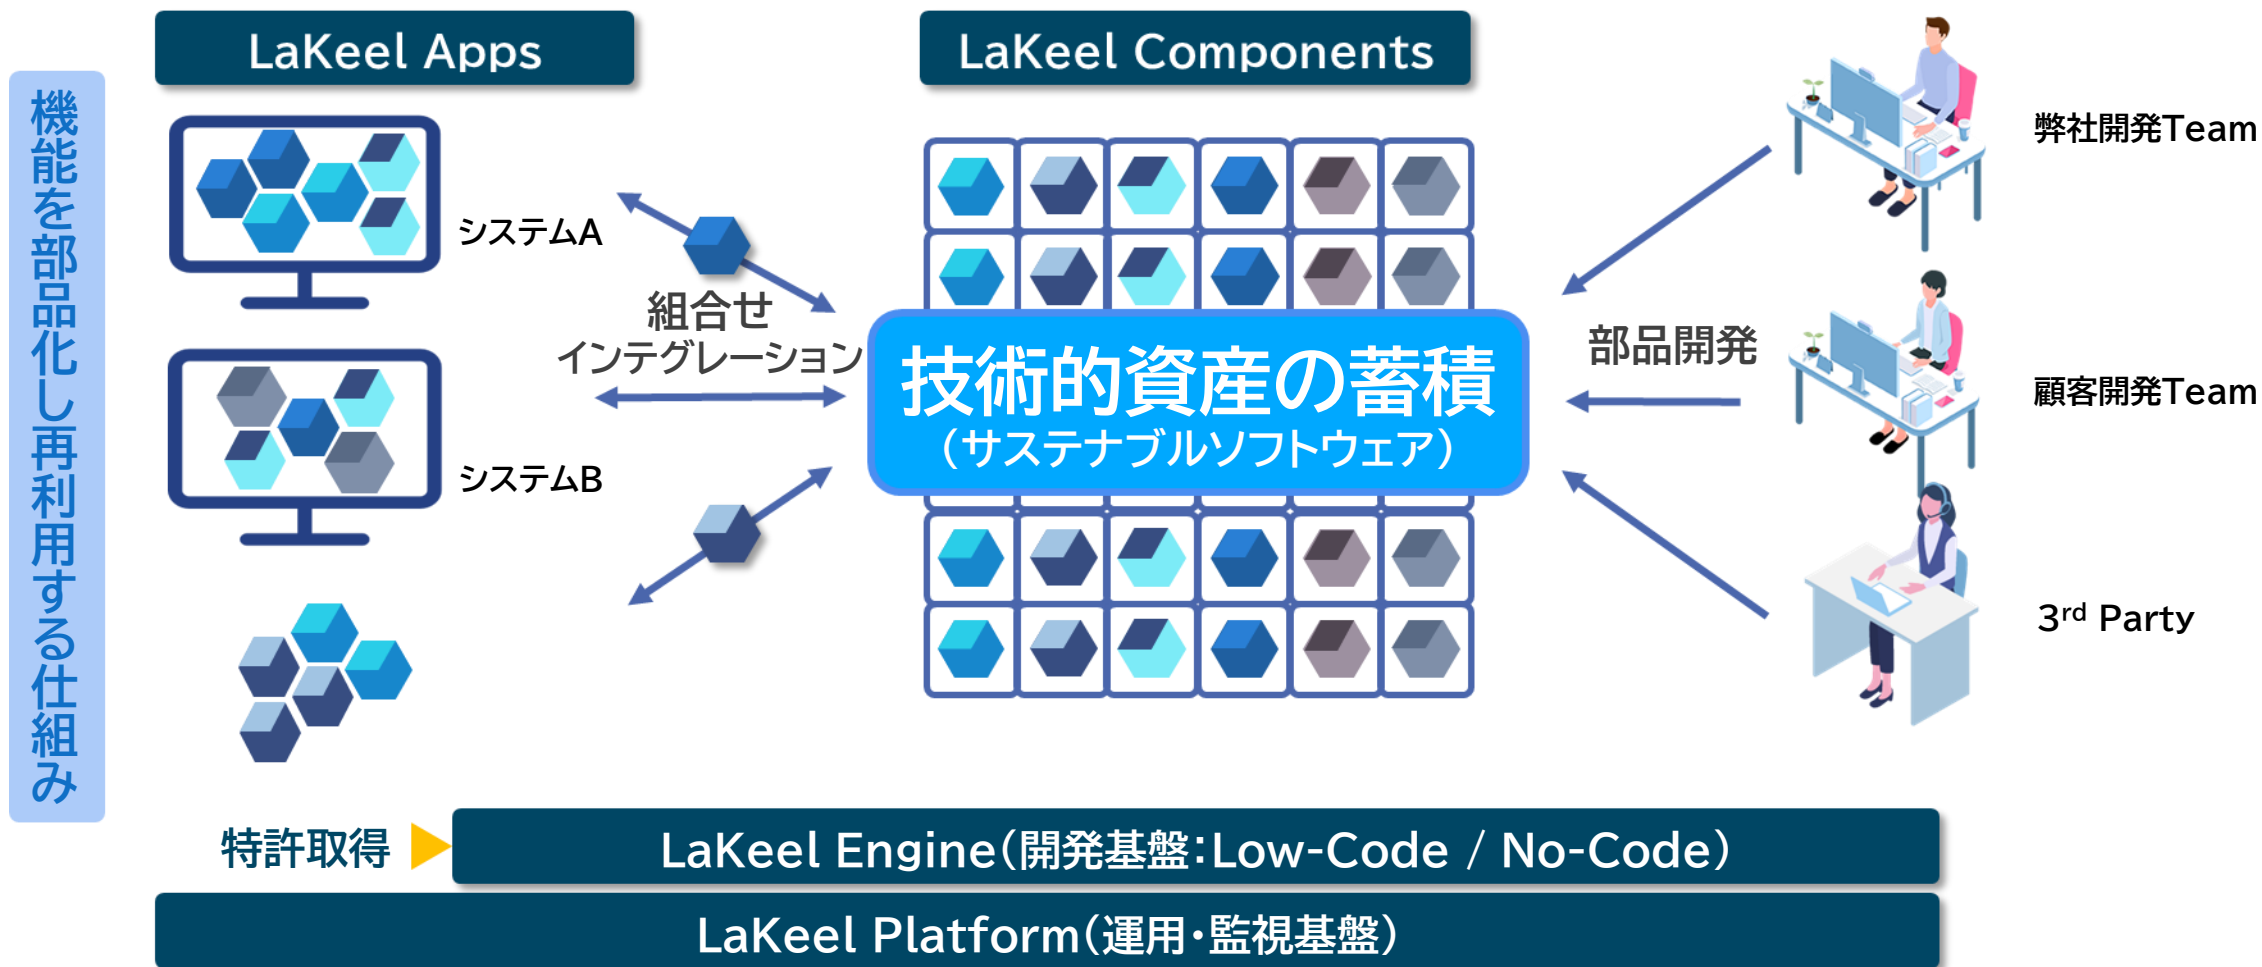 機能を部品化し再利用する仕組み
LaKeel Apps
LaKeel Components
システムA
システムB
組合せ
インテグレーション
技術的資産の蓄積
（サステナブルソフトウェア）
部品開発
弊社開発Team
顧客開発Team
3rd Party
特許取得
LaKeel Engine（開発基盤：Low-Code / No-Code）
LaKeel Platform（運用・監視基盤）